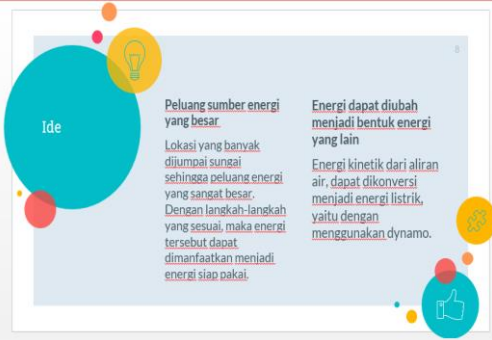 8
Ide
Peluang sumber energi
yang besar
Lokasi yang banyak
dijumpai sungai
sehingga peluang energi
yang sangat besar.
Dengan langkah-langkah
yang sesuai, maka energi
tersebut dapat
dimanfaatkan menjadi
energi siap pakai.
Energi dapat diubah
menjadi bentuk energi
yang lain
Energi kinetik dari aliran
air, dapat dikonversi
menjadi energi listrik,
yaitu dengan
menggunakan dynamo.